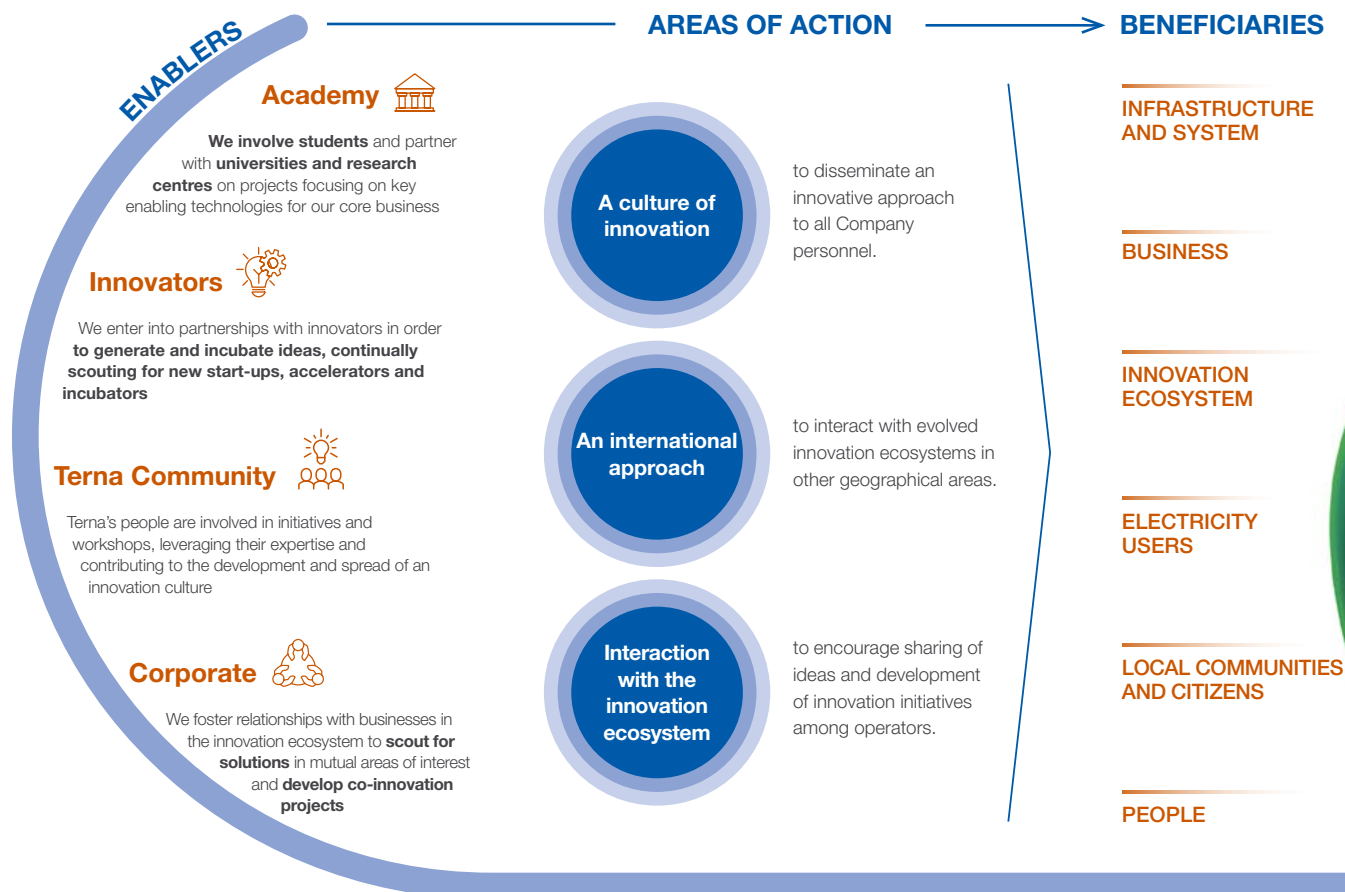 ENABLERS
AREAS OF ACTION
BENEFICIARIES
Academy
We involve students and partner
with universities and research
centres on projects focusing on key
enabling technologies for our core business
Innovators
We enter into partnerships with innovators in order
to generate and incubate ideas, continually
scouting for new start-ups, accelerators and
incubators
Terna Community
Terna’s people are involved in initiatives and
workshops, leveraging their expertise and
contributing to the development and spread of an
innovation culture
Corporate
We foster relationships with businesses in
the innovation ecosystem to scout for
solutions in mutual areas of interest
and develop co-innovation
projects
A culture of
innovation
to disseminate an
innovative approach
to all Company
personnel.
An international
approach
to interact with evolved
innovation ecosystems in
other geographical areas.
Interaction
with the
innovation
ecosystem
to encourage sharing of
ideas and development
of innovation initiatives
among operators.
INFRASTRUCTURE
AND SYSTEM
BUSINESS
INNOVATION
ECOSYSTEM
ELECTRICITY
USERS
LOCAL COMMUNITIES
AND CITIZENS
PEOPLE